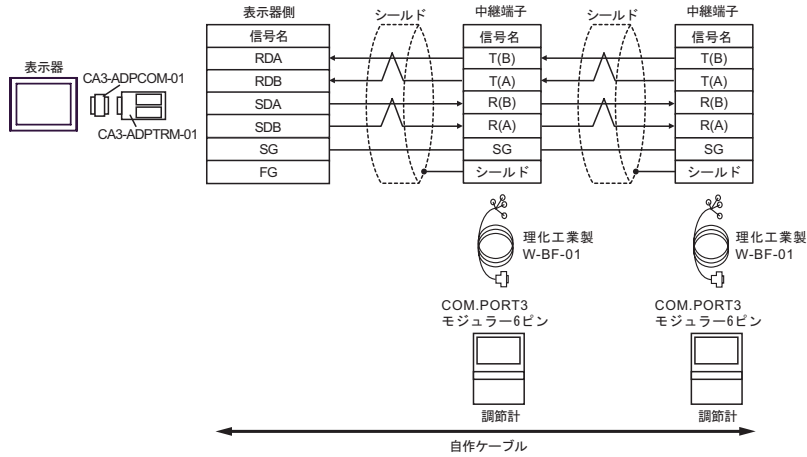 表示器側
シールド
中継端子
シールド
中継端子
信号名
信号名
信号名
RDA
T(B)
T(B)
表示器
CA3-ADPCOM-01
RDB
T(A)
T(A)
SDA
R(B)
R(B)
CA3-ADPTRM-01
SDB
R(A)
R(A)
SG
SG
SG
FG
シールド
シールド
理化工業製
W-BF-01
理化工業製
W-BF-01
COM.PORT3
モジュラー6ピン
COM.PORT3
モジュラー6ピン
調節計
調節計
自作ケーブル